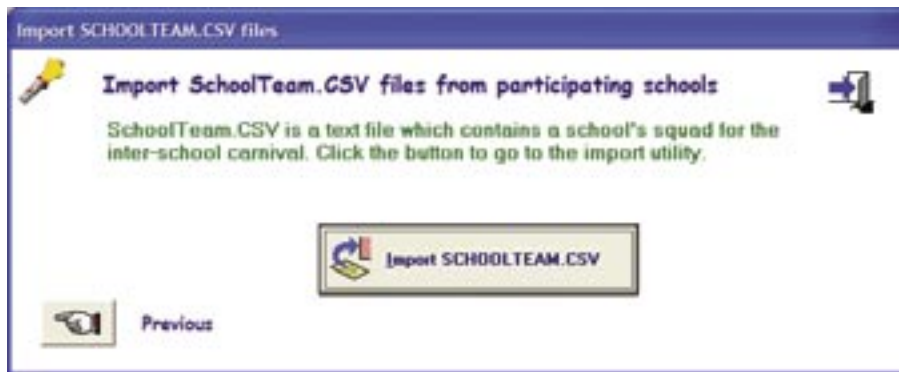 Import SCHOOLTEAM.CSV files
Import SchoolTeam.CSV files from participating schools
SchoolTeam.CSV is a text file which contains a school's squad for the
inter-school carnival. Click the button to go to the import utility.
Import SCHOOLTEAM.CSV
Previous